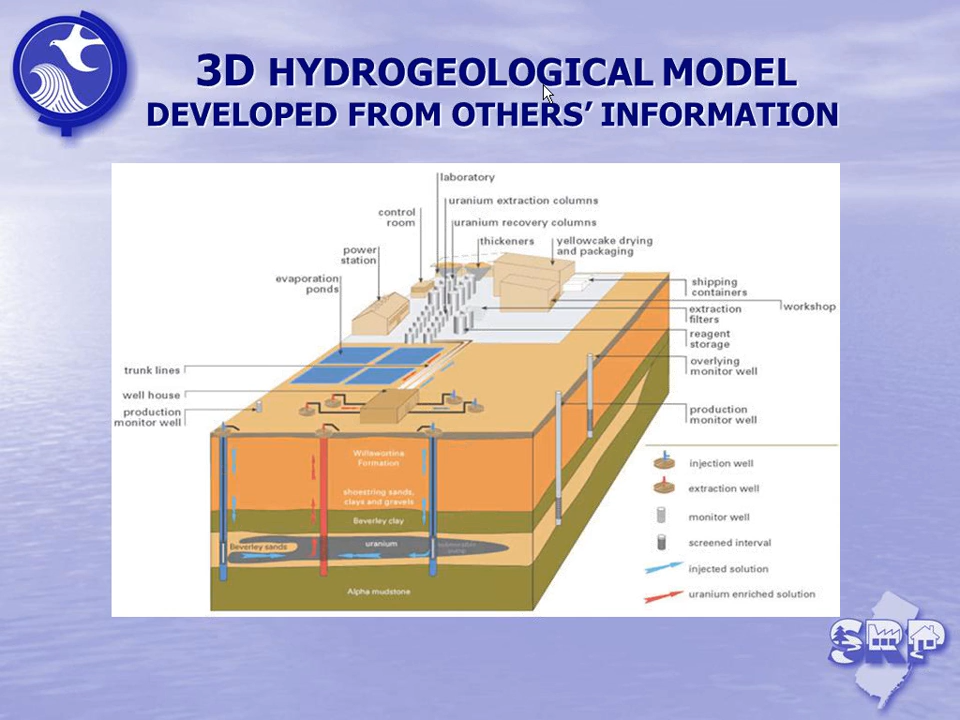 3D HYDROGEOLOGICAL MODEL
DEVELOPED FROM OTHERS’ INFORMATION
laboratory
uranium extraction columns
control
room
uranium recovery columns
thickeners
yellowcake drying
and packaging
power
station
evaporation
ponds
shipping
containers
workshop
extraction
filters
reagent
storage
trunk lines
overlying
monitor well
well house
production
monitor well
production
monitor well
Willawortina
Formation
shoestring sands,
clays and gravels
Beverley clay
Beverley sands
uranium
Alpha mudstone
injection well
extraction well
monitor well
screened interval
injected solution
uranium enriched solution
SRP